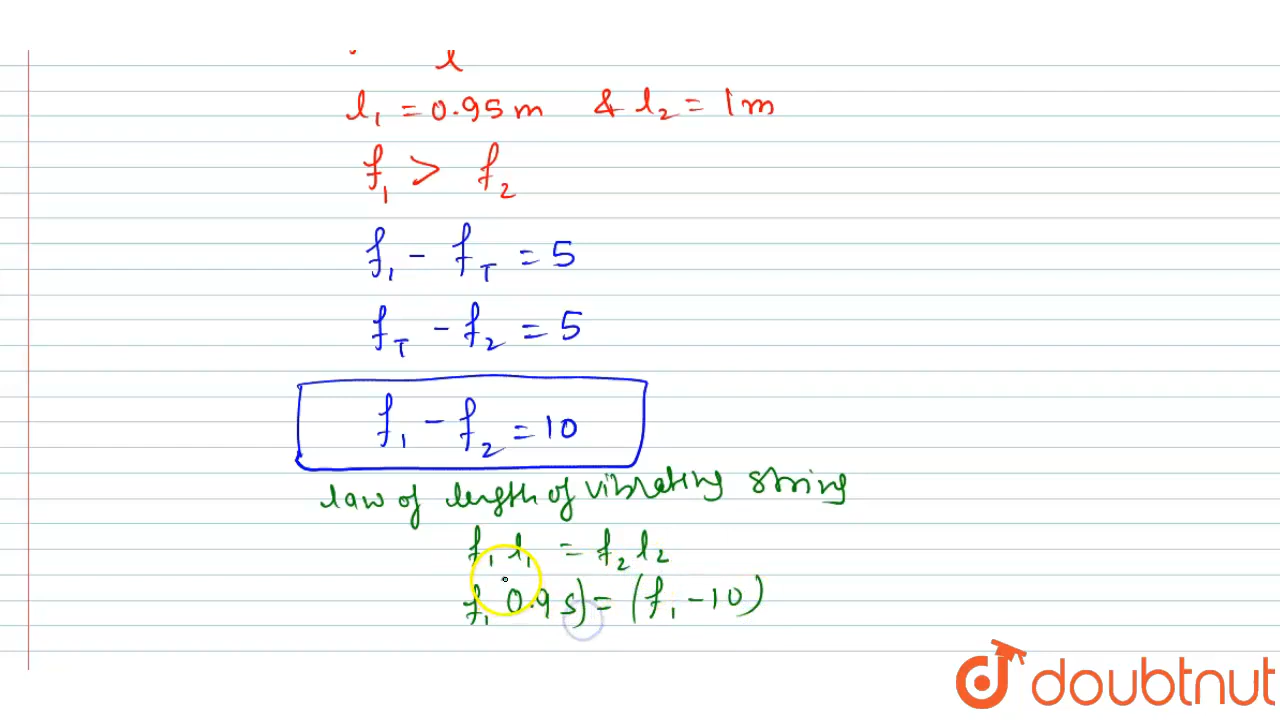 l
l₁ = 0.95 m & l₂ = 1 m
f₁ > f₂
f₁ - f_T = 5
f_T - f₂ = 5
f₁ - f₂ = 10
law of length of vibrating string
f₁ l₁ = f₂ l₂
f₁ 0.95) = (f₁ - 10)
doubtnut